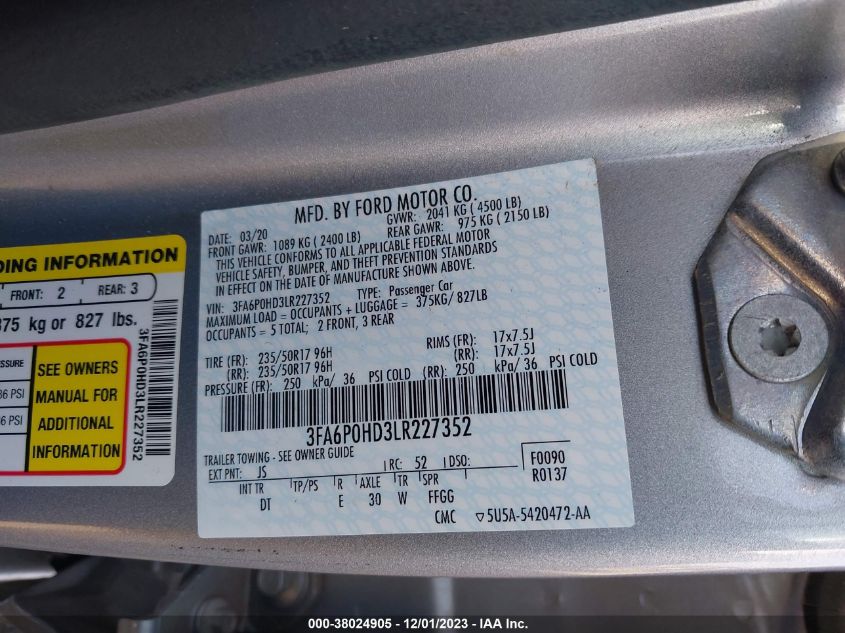 DING INFORMATION
FRONT: 2 REAR: 3
375 kg or 827 lbs.
PRESSURE
36 PSI
36 PSI
SEE OWNERS
MANUAL FOR
ADDITIONAL
INFORMATION
3FA6P0HD3LR227352
MFD. BY FORD MOTOR CO.
DATE: 03/20 GVWR: 2041 KG ( 4500 LB)
FRONT GAWR: 1089 KG ( 2400 LB) REAR GAWR: 975 KG ( 2150 LB)
THIS VEHICLE CONFORMS TO ALL APPLICABLE FEDERAL MOTOR
VEHICLE SAFETY, BUMPER, AND THEFT PREVENTION STANDARDS
IN EFFECT ON THE DATE OF MANUFACTURE SHOWN ABOVE.
VIN: 3FA6P0HD3LR227352 TYPE: Passenger Car
MAXIMUM LOAD = OCCUPANTS + LUGGAGE = 375KG/ 827LB
OCCUPANTS = 5 TOTAL; 2 FRONT, 3 REAR
TIRE (FR): 235/50R17 96H RIMS (FR): 17x7.5J
(RR): 235/50R17 96H (RR): 17x7.5J
PRESSURE (FR): 250 kPa/ 36 PSI COLD (RR): 250 kPa/ 36 PSI COLD
3FA6P0HD3LR227352
TRAILER TOWING - SEE OWNER GUIDE
EXT PNT: JS RC: 52 DSO: F0090
R0137
INT TR TP/PS R AXLE TR SPR
DT E 30 W FFGG
CMC ▽5U5A-5420472-AA
000-38024905 - 12/01/2023 - IAA Inc.